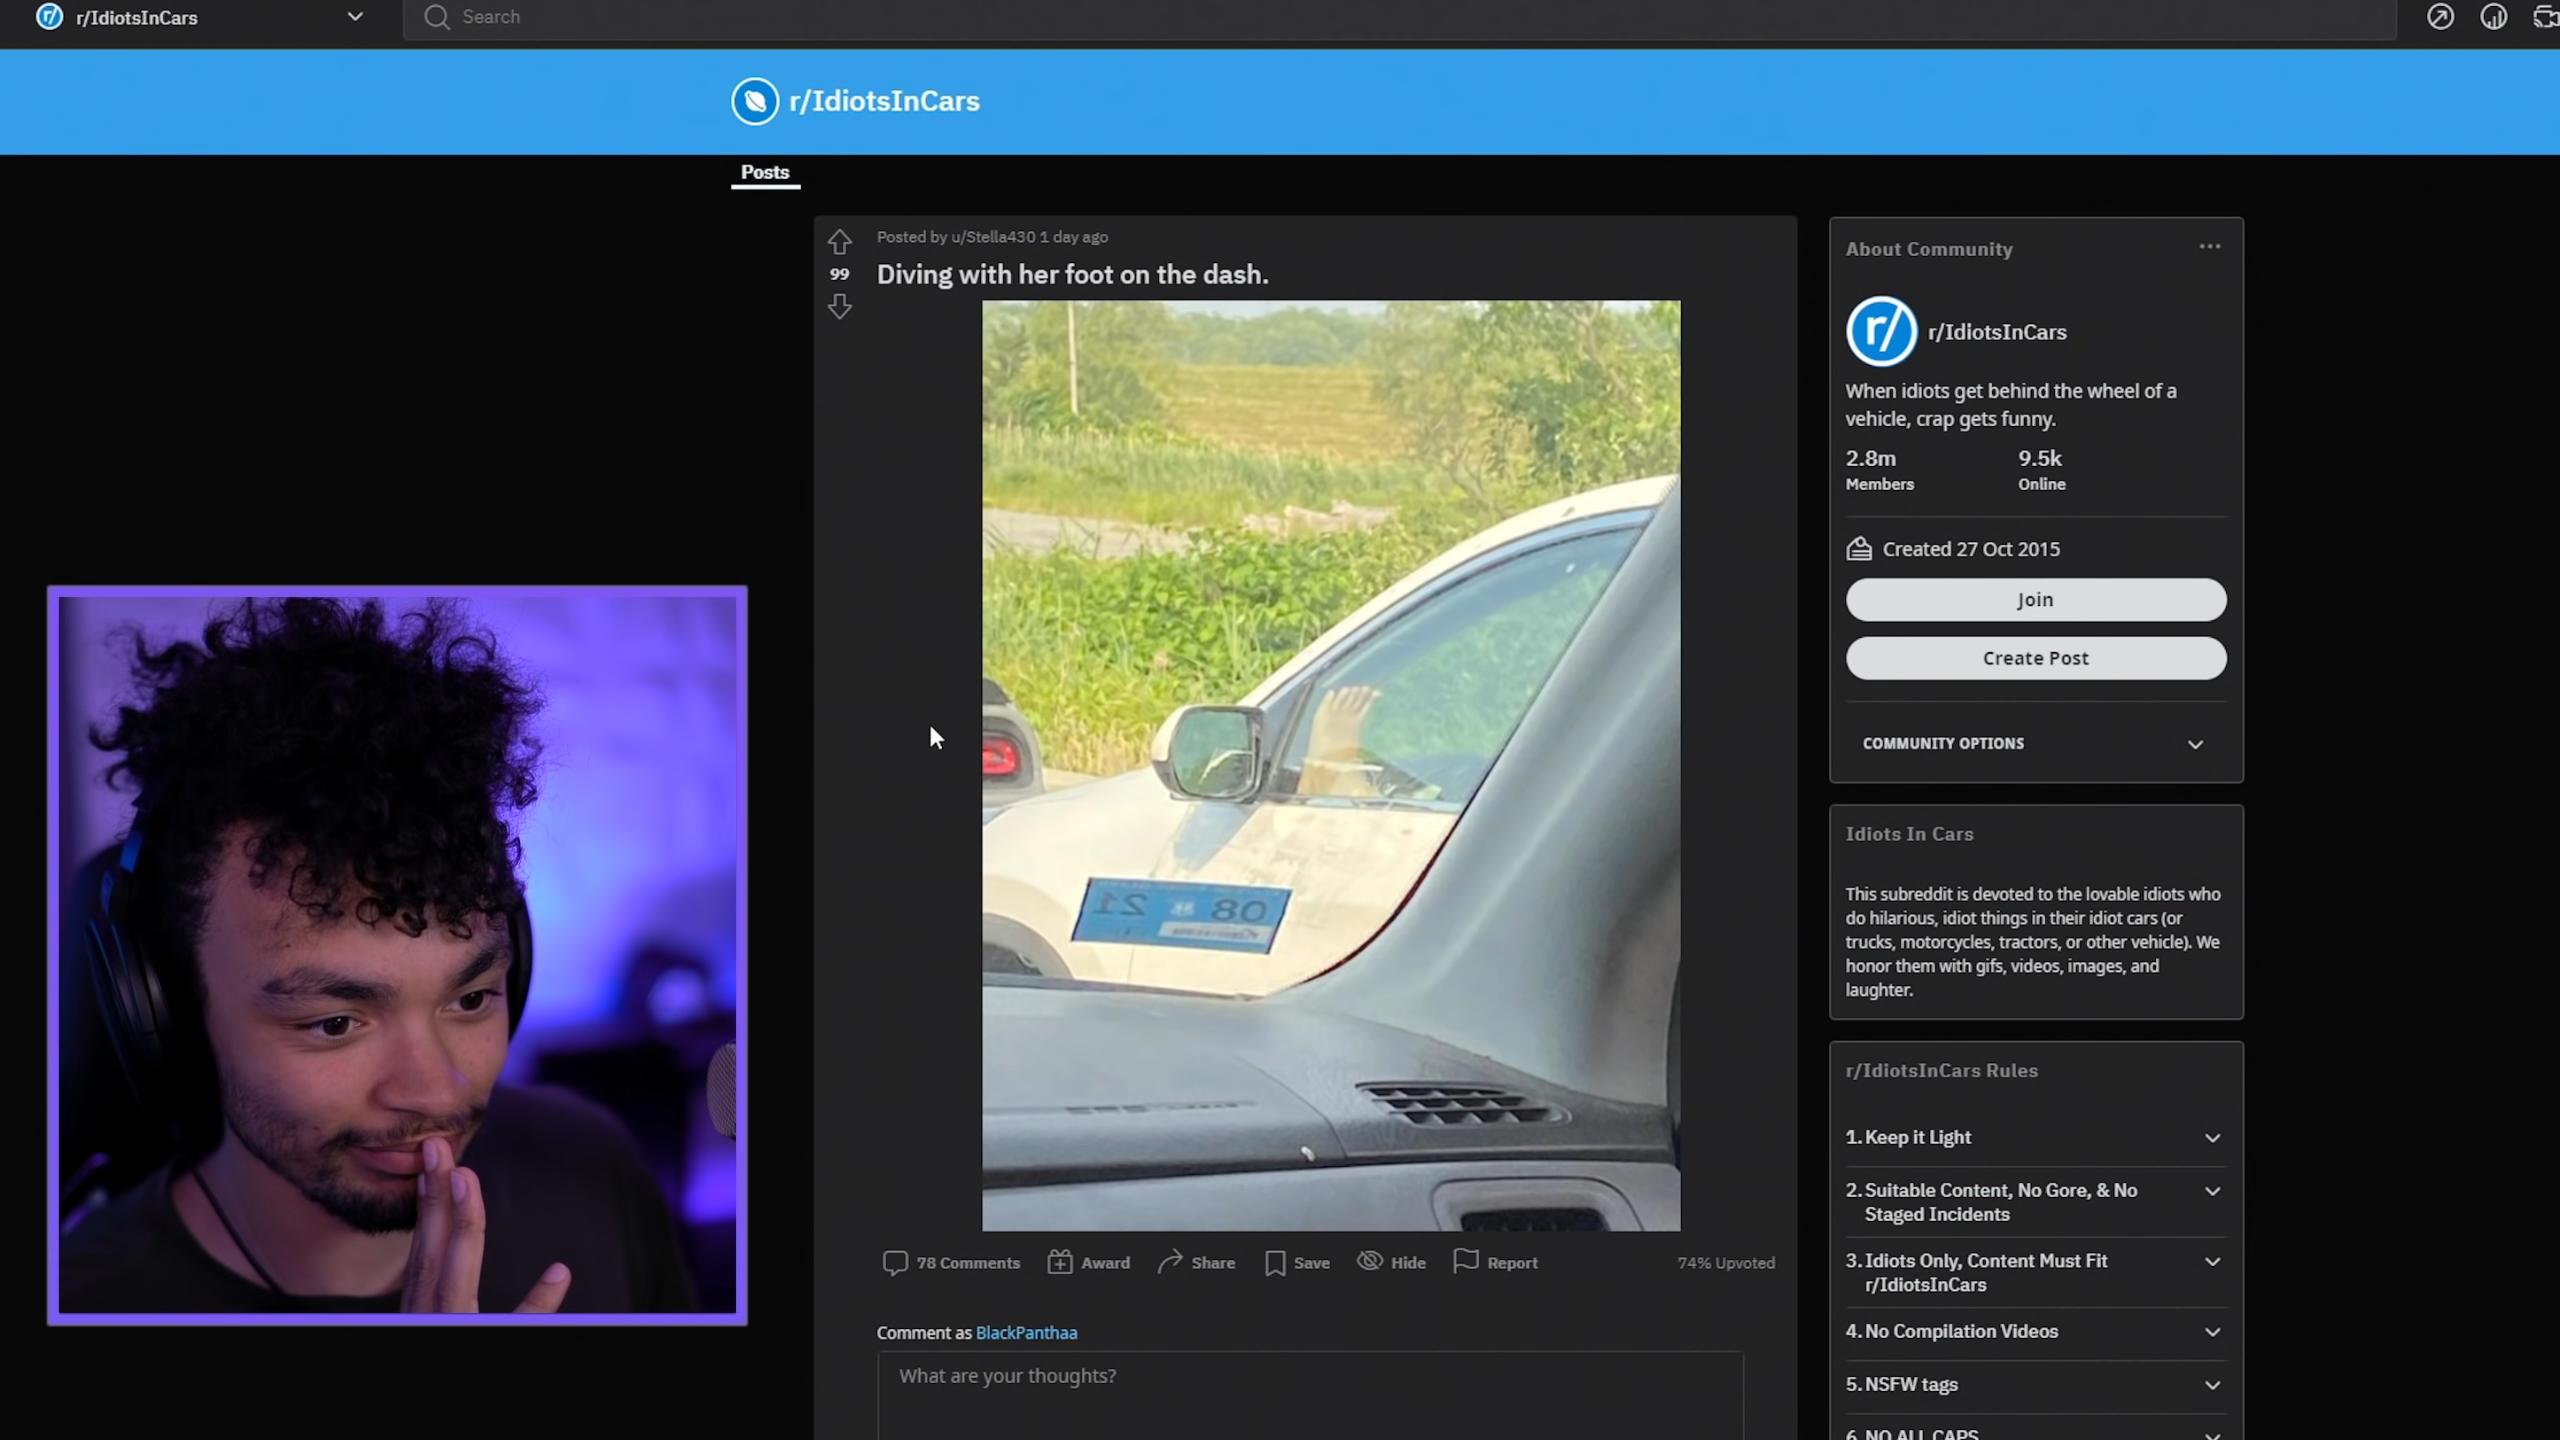 r/IdiotsInCars
Search
r/IdiotsInCars
Posts
Posted by u/Stella430 1 day ago
99
Diving with her foot on the dash.
08 21
78 Comments
Award
Share
Save
Hide
Report
74% Upvoted
Comment as BlackPanthaa
What are your thoughts?
About Community
r/
r/IdiotsInCars
When idiots get behind the wheel of a
vehicle, crap gets funny.
2.8m
9.5k
Members
Online
Created 27 Oct 2015
Join
Create Post
COMMUNITY OPTIONS
Idiots In Cars
This subreddit is devoted to the lovable idiots who
do hilarious, idiot things in their idiot cars (or
trucks, motorcycles, tractors, or other vehicle). We
honor them with gifs, videos, images, and
laughter.
r/IdiotsInCars Rules
1. Keep it Light
2. Suitable Content, No Gore, & No
Staged Incidents
3. Idiots Only, Content Must Fit
r/IdiotsInCars
4. No Compilation Videos
5. NSFW tags
6. NO ALL CAPS